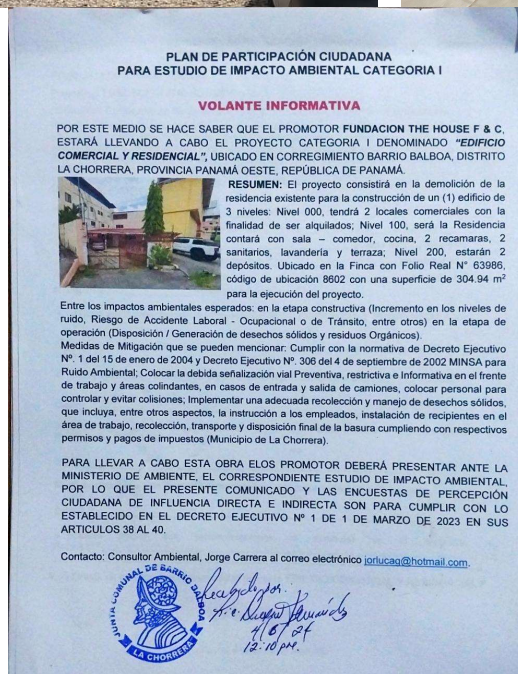 PLAN DE PARTICIPACIÓN CIUDADANA
PARA ESTUDIO DE IMPACTO AMBIENTAL CATEGORIA I
VOLANTE INFORMATIVA
POR ESTE MEDIO SE HACE SABER QUE EL PROMOTOR FUNDACION THE HOUSE F & C,
ESTARÁ LLEVANDO A CABO EL PROYECTO CATEGORIA I DENOMINADO "EDIFICIO
COMERCIAL Y RESIDENCIAL", UBICADO EN CORREGIMIENTO BARRIO BALBOA, DISTRITO
LA CHORRERA, PROVINCIA PANAMÁ OESTE, REPÚBLICA DE PANAMÁ.
RESUMEN: El proyecto consistirá en la demolición de la
residencia existente para la construcción de un (1) edificio de
3 niveles: Nivel 000, tendrá 2 locales comerciales con la
finalidad de ser alquilados; Nivel 100, será la Residencia
contará con sala – comedor, cocina, 2 recamaras, 2
sanitarios, lavandería y terraza; Nivel 200, estarán 2
depósitos. Ubicado en la Finca con Folio Real N° 63986,
código de ubicación 8602 con una superficie de 304.94 m²
para la ejecución del proyecto.
Entre los impactos ambientales esperados: en la etapa constructiva (Incremento en los niveles de
ruido, Riesgo de Accidente Laboral - Ocupacional o de Tránsito, entre otros) en la etapa de
operación (Disposición / Generación de desechos sólidos y residuos Orgánicos).
Medidas de Mitigación que se pueden mencionar: Cumplir con la normativa de Decreto Ejecutivo
Nº. 1 del 15 de enero de 2004 y Decreto Ejecutivo Nº. 306 del 4 de septiembre de 2002 MINSA para
Ruido Ambiental; Colocar la debida señalización vial Preventiva, restrictiva e Informativa en el frente
de trabajo y áreas colindantes, en casos de entrada y salida de camiones, colocar personal para
controlar y evitar colisiones; Implementar una adecuada recolección y manejo de desechos sólidos,
que incluya, entre otros aspectos, la instrucción a los empleados, instalación de recipientes en el
área de trabajo, recolección, transporte y disposición final de la basura cumpliendo con respectivos
permisos y pagos de impuestos (Municipio de La Chorrera).
PARA LLEVAR A CABO ESTA OBRA ELOS PROMOTOR DEBERÁ PRESENTAR ANTE LA
MINISTERIO DE AMBIENTE, EL CORRESPONDIENTE ESTUDIO DE IMPACTO AMBIENTAL,
POR LO QUE EL PRESENTE COMUNICADO Y LAS ENCUESTAS DE PERCEPCIÓN
CIUDADANA DE INFLUENCIA DIRECTA E INDIRECTA SON PARA CUMPLIR CON LO
ESTABLECIDO EN EL DECRETO EJECUTIVO Nº 1 DE 1 DE MARZO DE 2023 EN SUS
ARTICULOS 38 AL 40.
Contacto: Consultor Ambiental, Jorge Carrera al correo electrónico jorlucag@hotmail.com.
JUNTA COMUNAL DE BARRIO BALBOA
LA CHORRERA
12:10 pm.